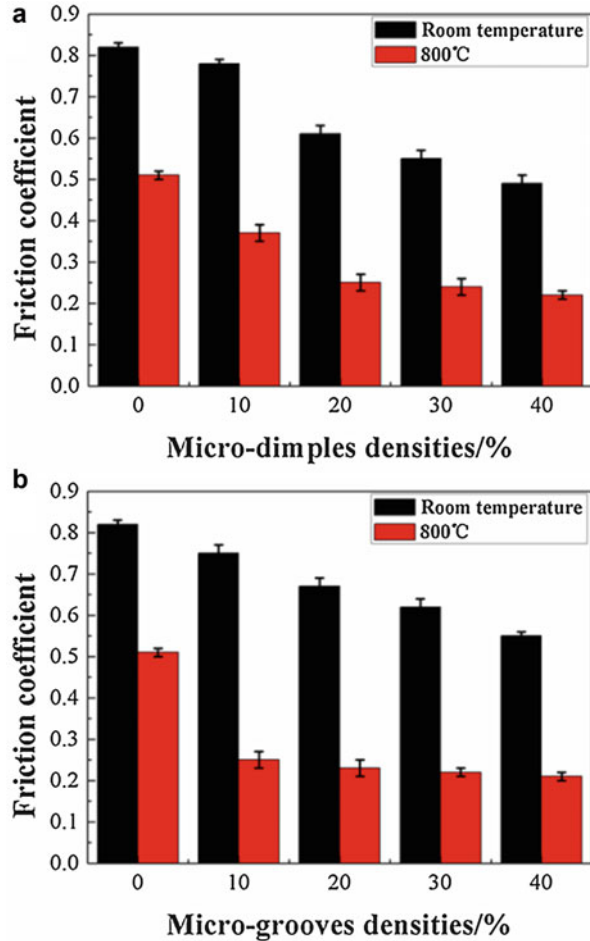 a
0.9
Room temperature
800℃
0.8
0.7
0.6
0.5
0.4
0.3
0.2
0.1
0.0
Friction coefficient
0 10 20 30 40
Micro-dimples densities/%
b
0.9
Room temperature
800℃
0.8
0.7
0.6
0.5
0.4
0.3
0.2
0.1
0.0
Friction coefficient
0 10 20 30 40
Micro-grooves densities/%